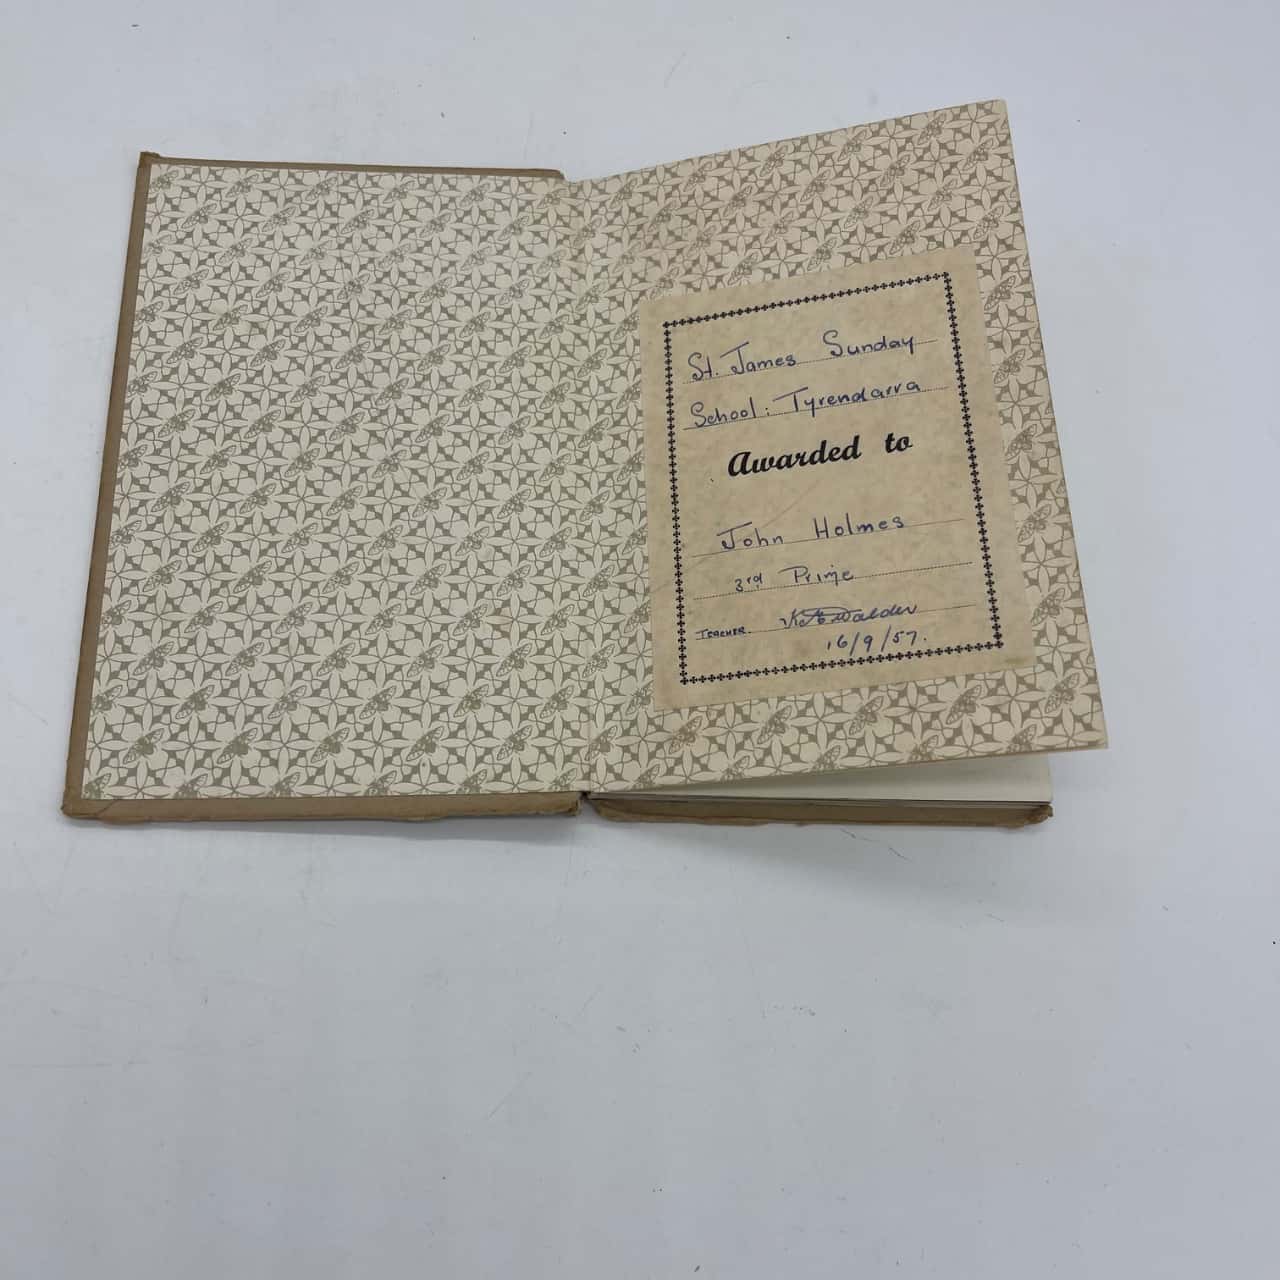 St. James Sunday
School: Tyrendarra
Awarded to
John Holmes
3rd Prize
TEACHER.
16/9/57.